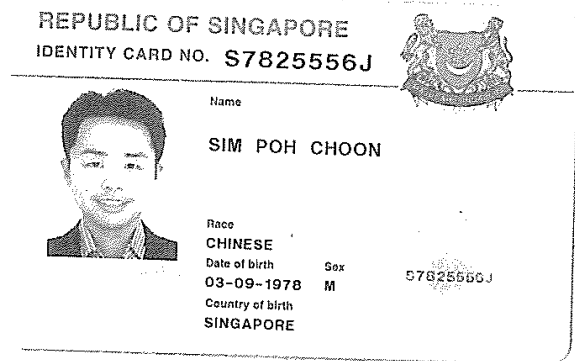 REPUBLIC OF SINGAPORE
IDENTITY CARD NO. S7825556J
Name
SIM POH CHOON
Race
CHINESE
Date of birth Sex
03-09-1978 M S7825556J
Country of birth
SINGAPORE